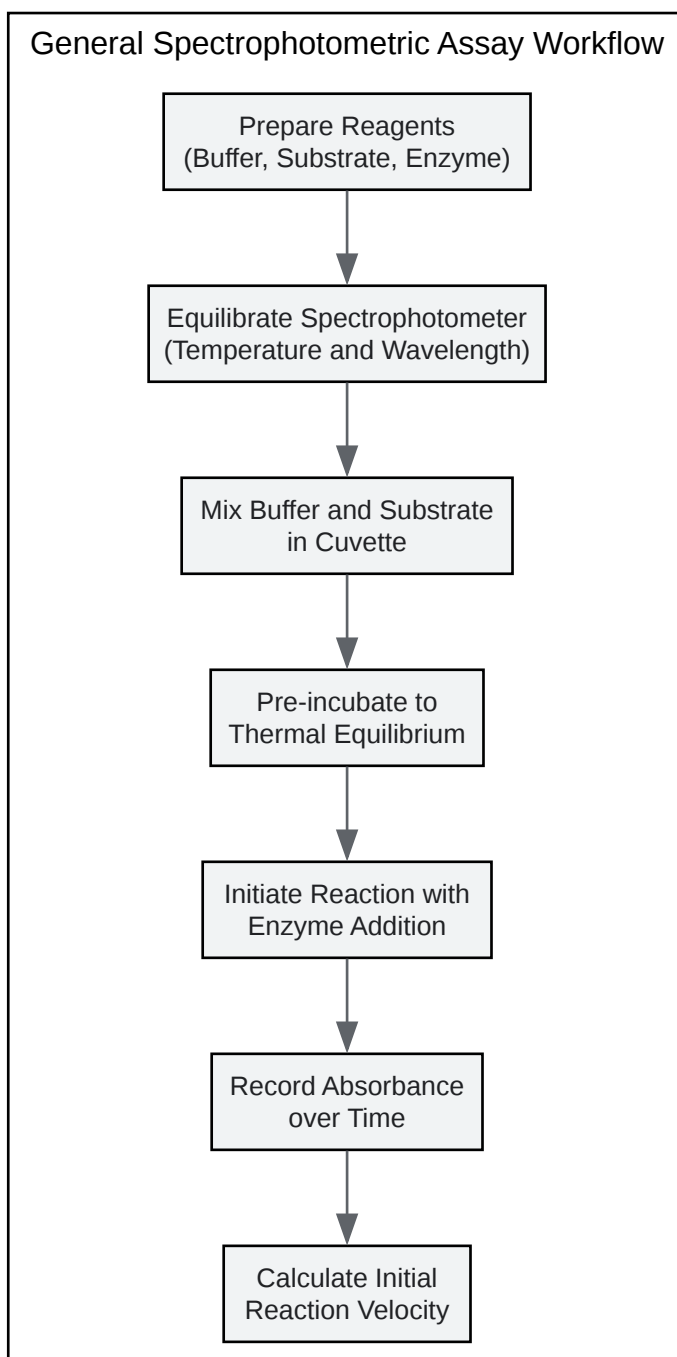 General Spectrophotometric Assay Workflow
Prepare Reagents
(Buffer, Substrate, Enzyme)
Equilibrate Spectrophotometer
(Temperature and Wavelength)
Mix Buffer and Substrate
in Cuvette
Pre-incubate to
Thermal Equilibrium
Initiate Reaction with
Enzyme Addition
Record Absorbance
over Time
Calculate Initial
Reaction Velocity